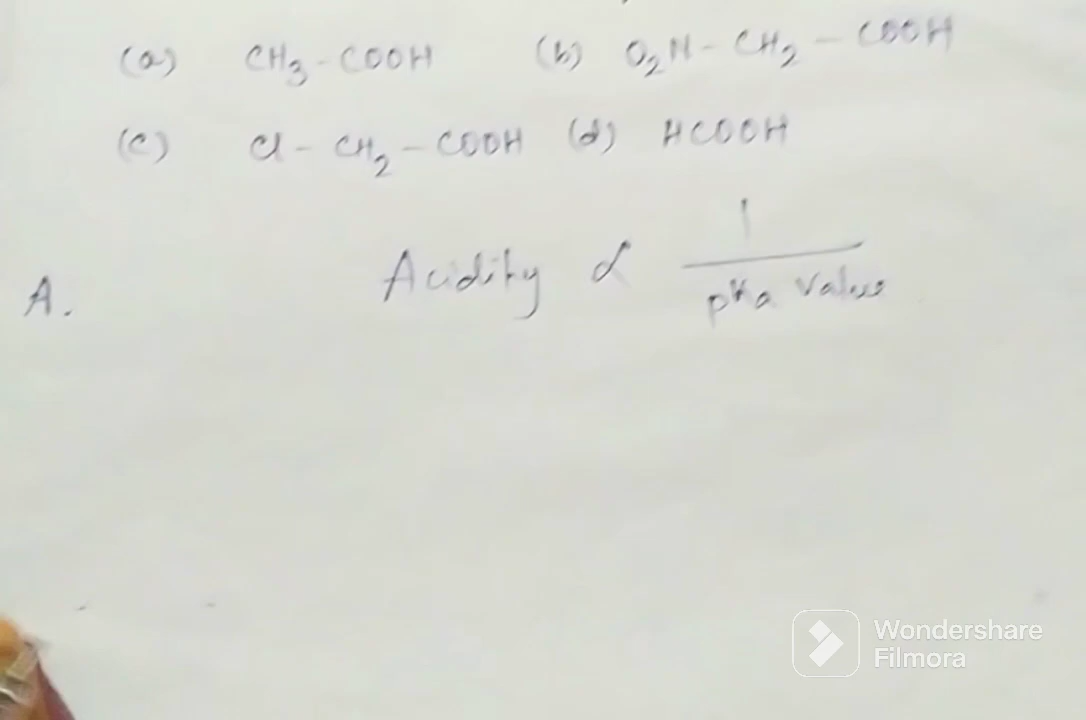 (a) CH3 - COOH (b) O2N - CH2 - COOH
(c) Cl - CH2 - COOH (d) HCOOH
A. Acidity ∝ 1 / pKa value
Wondershare
Filmora